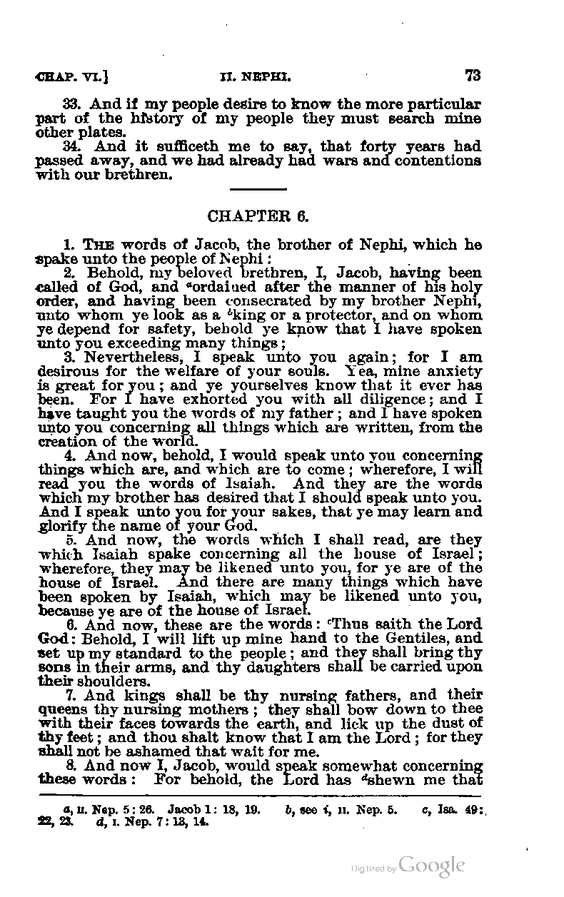 CHAP. VI.] II. NEPHI. 73
33. And if my people desire to know the more particular
part of the history of my people they must search mine
other plates.
34. And it sufficeth me to say, that forty years had
passed away, and we had already had wars and contentions
with our brethren.
CHAPTER 6.
1. THE words of Jacob, the brother of Nephi, which he
spake unto the people of Nephi:
2. Behold, my beloved brethren, I, Jacob, having been
called of God, and aordained after the manner of his holy
order, and having been consecrated by my brother Nephi,
unto whom ye look as a bking or a protector, and on whom
ye depend for safety, behold ye know that I have spoken
unto you exceeding many things;
3. Nevertheless, I speak unto you again; for I am
desirous for the welfare of your souls. Yea, mine anxiety
is great for you; and ye yourselves know that it ever has
been. For I have exhorted you with all diligence; and I
have taught you the words of my father; and I have spoken
unto you concerning all things which are written, from the
creation of the world.
4. And now, behold, I would speak unto you concerning
things which are, and which are to come; wherefore, I will
read you the words of Isaiah. And they are the words
which my brother has desired that I should speak unto you.
And I speak unto you for your sakes, that ye may learn and
glorify the name of your God.
5. And now, the words which I shall read, are they
which Isaiah spake concerning all the house of Israel;
wherefore, they may be likened unto you, for ye are of the
house of Israel. And there are many things which have
been spoken by Isaiah, which may be likened unto you,
because ye are of the house of Israel.
6. And now, these are the words: cThus saith the Lord
God: Behold, I will lift up mine hand to the Gentiles, and
set up my standard to the people; and they shall bring thy
sons in their arms, and thy daughters shall be carried upon
their shoulders.
7. And kings shall be thy nursing fathers, and their
queens thy nursing mothers; they shall bow down to thee
with their faces towards the earth, and lick up the dust of
thy feet; and thou shalt know that I am the Lord; for they
shall not be ashamed that wait for me.
8. And now I, Jacob, would speak somewhat concerning
these words: For behold, the Lord has dshewn me that
a, II. Nep. 5: 26. Jacob 1: 18, 19. b, see i, II. Nep. 5. c, Isa. 49:
22, 23. d, I. Nep. 7: 13, 14.
Digitized by Google